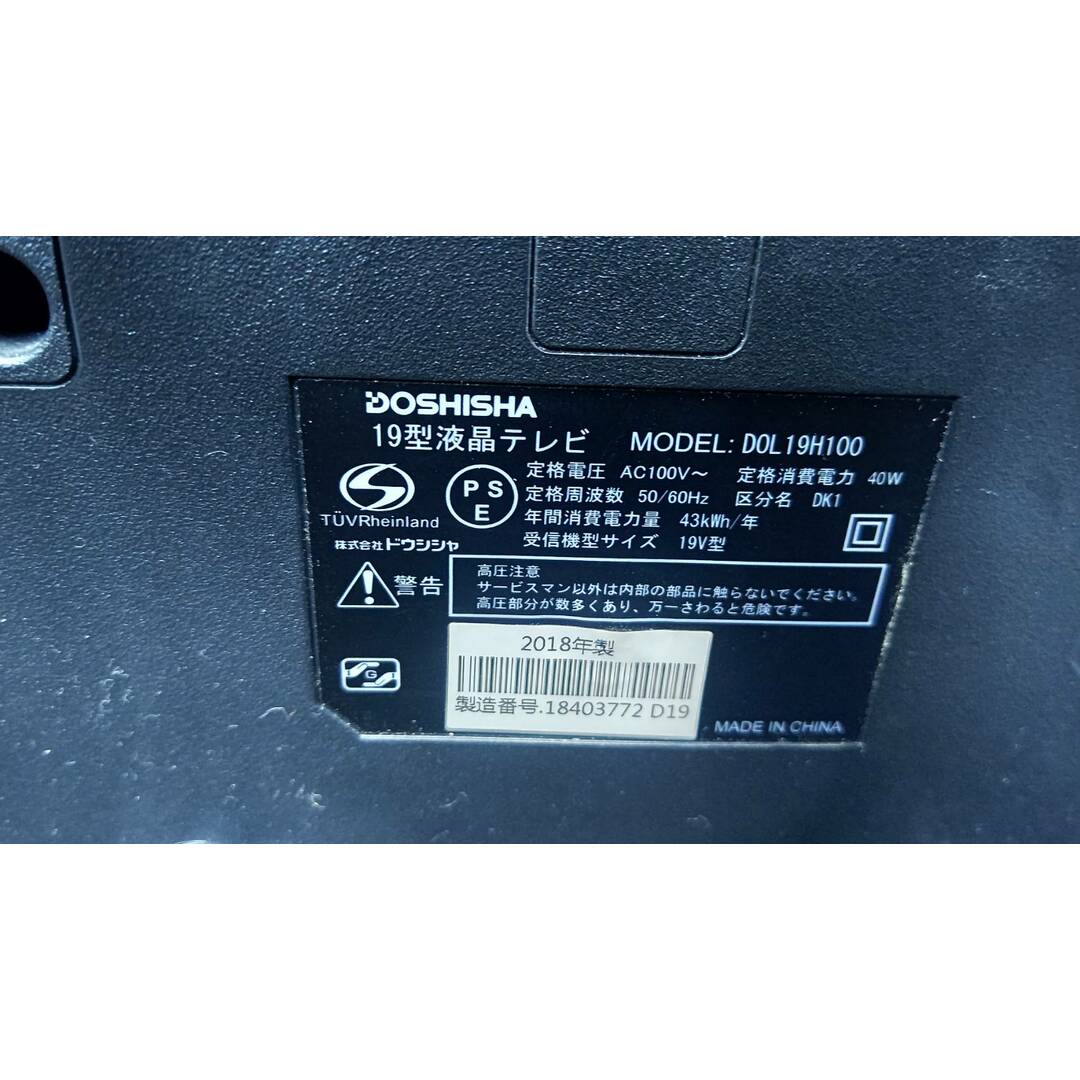 DOSHISHA
19型液晶テレビ MODEL: DOL19H100
定格電圧 AC100V～ 定格消費電力 40W
定格周波数 50/60Hz 区分名 DK1
年間消費電力量 43kWh/年
受信機型サイズ 19V型
TÜVRheinland
PS
E
株式会社ドウシシャ
警告
高圧注意
サービスマン以外は内部の部品に触らないでください。
高圧部分が数多くあり、万一さわると危険です。
G
2018年製
製造番号.18403772 D19
MADE IN CHINA